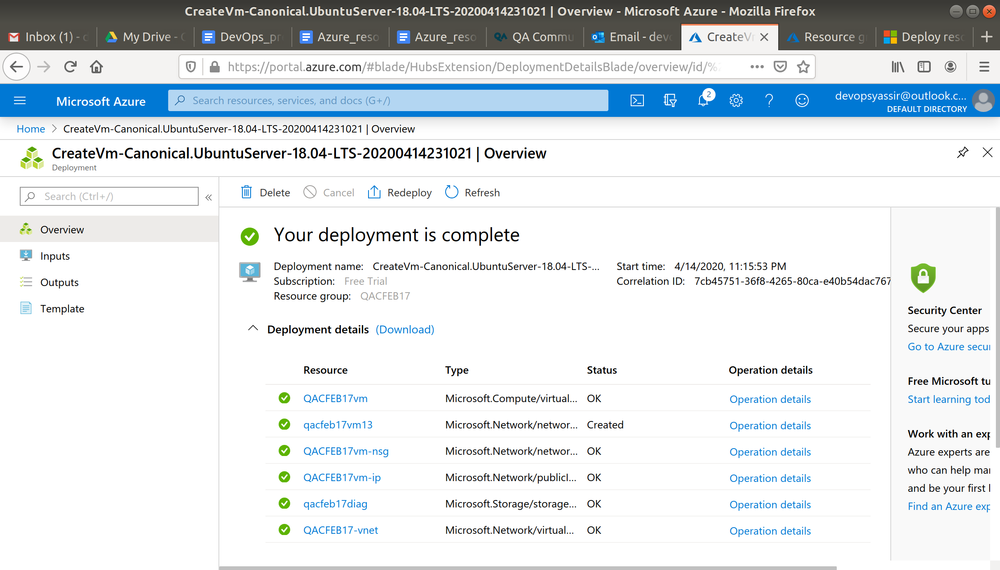 CreateVm-Canonical.UbuntuServer-18.04-LTS-20200414231021 | Overview - Microsoft Azure - Mozilla Firefox
Inbox (1) - d
My Drive - G
DevOps_pr
Azure_reso
Azure_reso
QA Commu
Email - devo
CreateVm
Resource g
Deploy reso
https://portal.azure.com/#blade/HubsExtension/DeploymentDetailsBlade/overview/id/%2
Microsoft Azure
Search resources, services, and docs (G+/)
2
devopsyassir@outlook.c...
DEFAULT DIRECTORY
Home > CreateVm-Canonical.UbuntuServer-18.04-LTS-20200414231021 | Overview
CreateVm-Canonical.UbuntuServer-18.04-LTS-20200414231021 | Overview
Deployment
Search (Ctrl+/)
«
Overview
Inputs
Outputs
Template
Delete
Cancel
Redeploy
Refresh
Your deployment is complete
Deployment name: CreateVm-Canonical.UbuntuServer-18.04-LTS-...
Subscription: Free Trial
Resource group: QACFEB17
Start time: 4/14/2020, 11:15:53 PM
Correlation ID: 7cb45751-36f8-4265-80ca-e40b54dac767
Deployment details (Download)
Resource Type Status Operation details
QACFEB17vm Microsoft.Compute/virtual... OK Operation details
qacfeb17vm13 Microsoft.Network/networ... Created Operation details
QACFEB17vm-nsg Microsoft.Network/networ... OK Operation details
QACFEB17vm-ip Microsoft.Network/publicI... OK Operation details
qacfeb17diag Microsoft.Storage/storage... OK Operation details
QACFEB17-vnet Microsoft.Network/virtual... OK Operation details
Security Center
Secure your apps
Go to Azure secur
Free Microsoft tu
Start learning tod
Work with an exp
Azure experts are
who can help man
and be your first l
Find an Azure exp